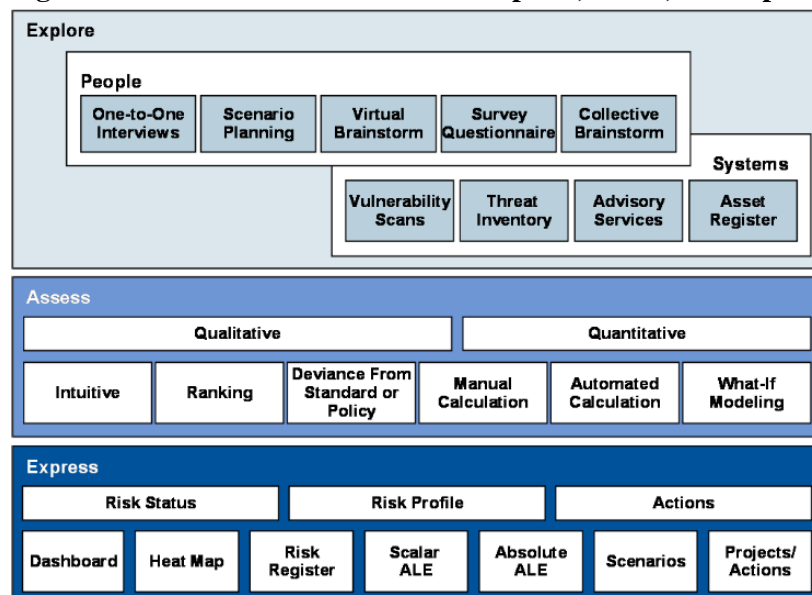 Explore
People
One-to-One
Interviews
Scenario
Planning
Virtual
Brainstorm
Survey
Questionnaire
Collective
Brainstorm
Systems
Vulnerability
Scans
Threat
Inventory
Advisory
Services
Asset
Register
Assess
Qualitative
Quantitative
Intuitive
Ranking
Deviance From
Standard or
Policy
Manual
Calculation
Automated
Calculation
What-If
Modeling
Express
Risk Status
Risk Profile
Actions
Dashboard
Heat Map
Risk
Register
Scalar
ALE
Absolute
ALE
Scenarios
Projects/
Actions